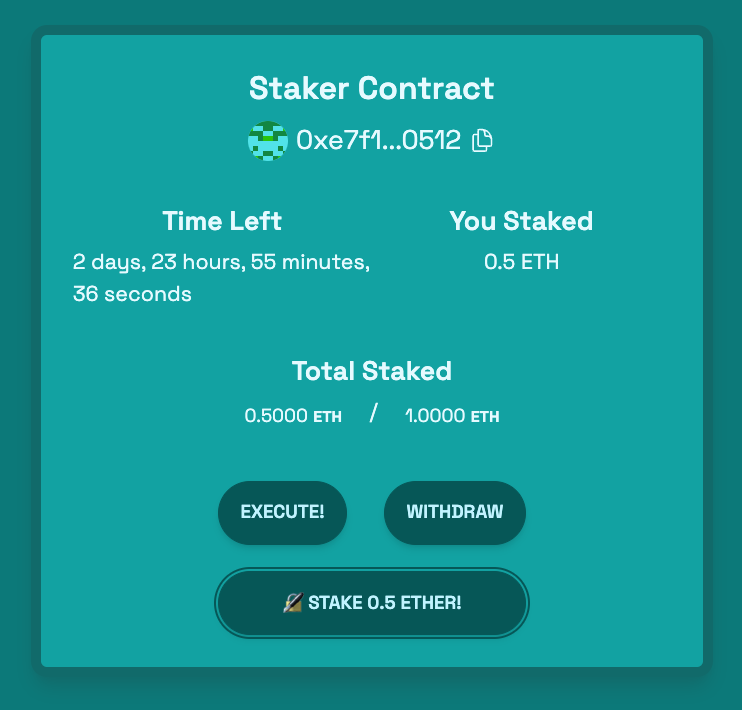 Staker Contract
0xe7f1...0512
Time Left
2 days, 23 hours, 55 minutes,
36 seconds
You Staked
0.5 ETH
Total Staked
0.5000 ETH / 1.0000 ETH
EXECUTE!
WITHDRAW
STAKE 0.5 ETHER!